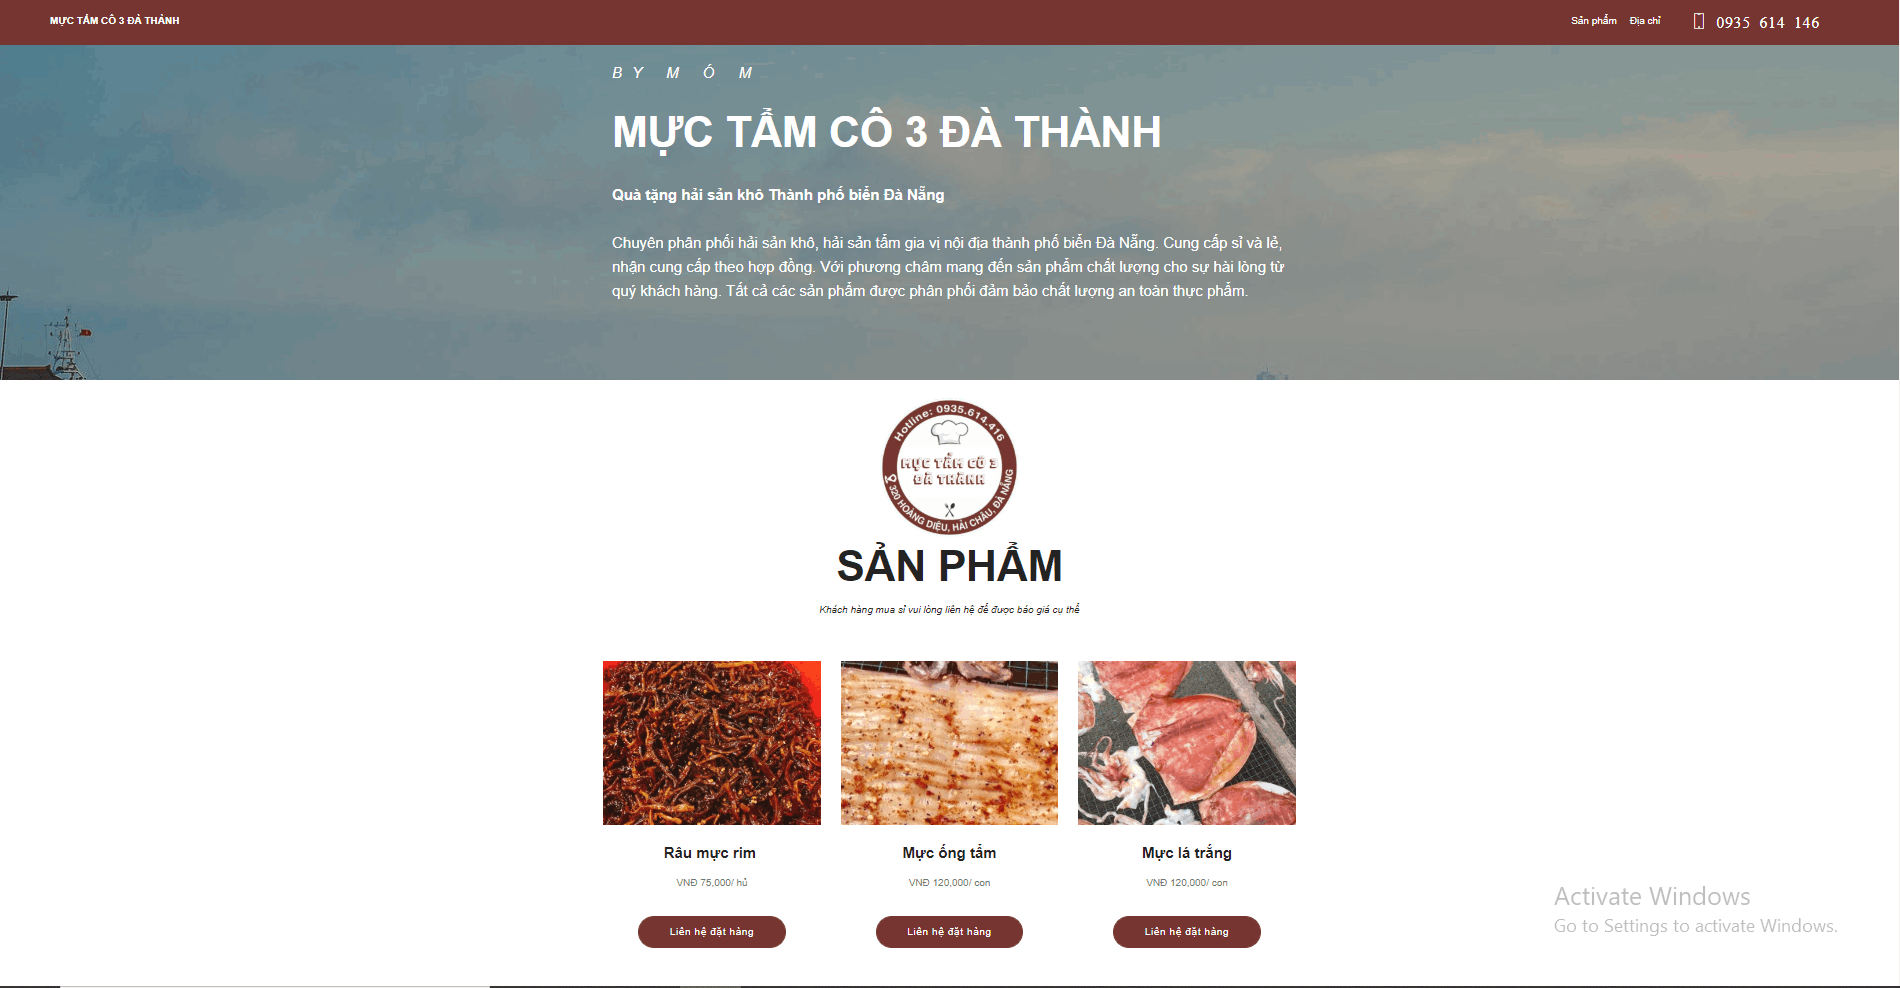 MỰC TẨM CÔ 3 ĐÀ THÀNH
Sản phẩm Địa chỉ 0935 614 146
BY MÓM
MỰC TẨM CÔ 3 ĐÀ THÀNH
Quà tặng hải sản khô Thành phố biển Đà Nẵng
Chuyên phân phối hải sản khô, hải sản tẩm gia vị nội địa thành phố biển Đà Nẵng. Cung cấp sỉ và lẻ,
nhận cung cấp theo hợp đồng. Với phương châm mang đến sản phẩm chất lượng cho sự hài lòng từ
quý khách hàng. Tất cả các sản phẩm được phân phối đảm bảo chất lượng an toàn thực phẩm.
Hotline: 0935.614.416
MỰC TẨM CÔ 3
ĐÀ THÀNH
320 HOÀNG DIỆU, HẢI CHÂU, ĐÀ NẴNG
SẢN PHẨM
Khách hàng mua sỉ vui lòng liên hệ để được báo giá cụ thể
Râu mực rim Mực ống tẩm Mực lá trắng
VNĐ 75,000/ hủ VNĐ 120,000/ con VNĐ 120,000/ con
Liên hệ đặt hàng Liên hệ đặt hàng Liên hệ đặt hàng
Activate Windows
Go to Settings to activate Windows.